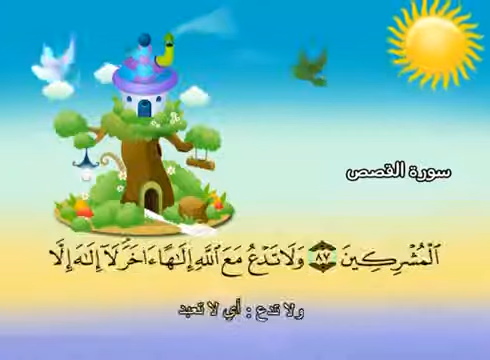 سورة القصص
ٱلْمُشْرِكِينَ ٨٧ وَلَا تَدْعُ مَعَ ٱللَّهِ إِلَٰهًا ءَاخَرَ لَآ إِلَٰهَ إِلَّا
ولا تدع : أي لا تعبد